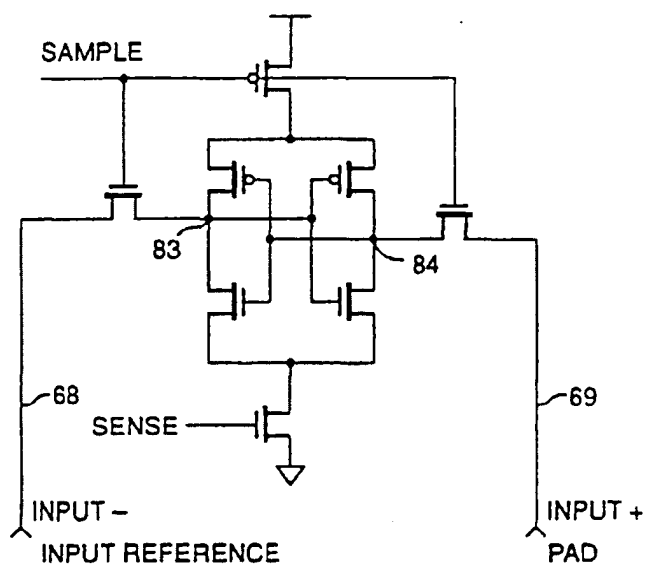 SAMPLE
83
84
68
69
SENSE
INPUT –
INPUT REFERENCE
INPUT +
PAD